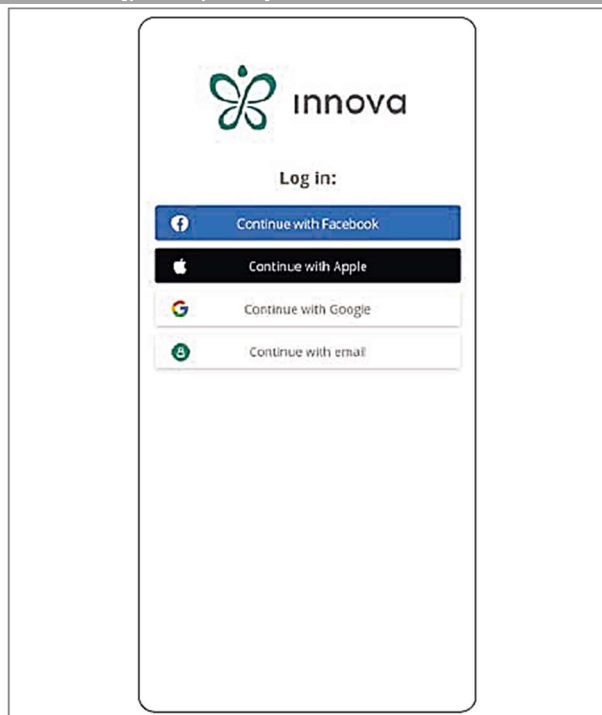 innova
Log in:
Continue with Facebook
Continue with Apple
Continue with Google
Continue with email